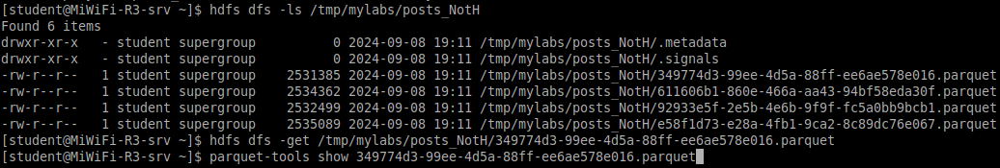 [student@MiWiFi-R3-srv ~]$ hdfs dfs -ls /tmp/mylabs/posts_NotH
Found 6 items
drwxr-xr-x   - student supergroup          0 2024-09-08 19:11 /tmp/mylabs/posts_NotH/.metadata
drwxr-xr-x   - student supergroup          0 2024-09-08 19:11 /tmp/mylabs/posts_NotH/.signals
-rw-r--r--   1 student supergroup    2531385 2024-09-08 19:11 /tmp/mylabs/posts_NotH/349774d3-99ee-4d5a-88ff-ee6ae578e016.parquet
-rw-r--r--   1 student supergroup    2534362 2024-09-08 19:11 /tmp/mylabs/posts_NotH/611606b1-860e-466a-aa43-94bf58eda30f.parquet
-rw-r--r--   1 student supergroup    2532499 2024-09-08 19:11 /tmp/mylabs/posts_NotH/92933e5f-2e5b-4e6b-9f9f-fc5a0bb9bcb1.parquet
-rw-r--r--   1 student supergroup    2535089 2024-09-08 19:11 /tmp/mylabs/posts_NotH/e58f1d73-e28a-4fb1-9ca2-8c89dc76e067.parquet
[student@MiWiFi-R3-srv ~]$ hdfs dfs -get /tmp/mylabs/posts_NotH/349774d3-99ee-4d5a-88ff-ee6ae578e016.parquet
[student@MiWiFi-R3-srv ~]$ parquet-tools show 349774d3-99ee-4d5a-88ff-ee6ae578e016.parquet